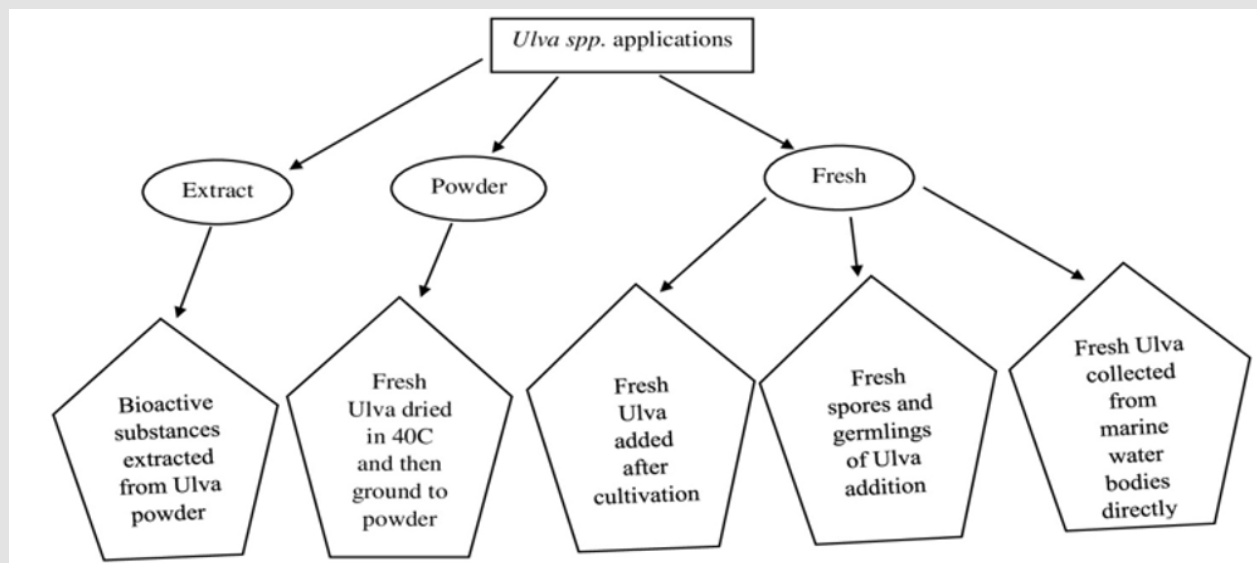 Ulva spp. applications
Extract
Powder
Fresh
Bioactive
substances
extracted
from Ulva
powder
Fresh
Ulva dried
in 40C
and then
ground to
powder
Fresh
Ulva
added
after
cultivation
Fresh
spores and
germlings
of Ulva
addition
Fresh Ulva
collected
from
marine
water
bodies
directly